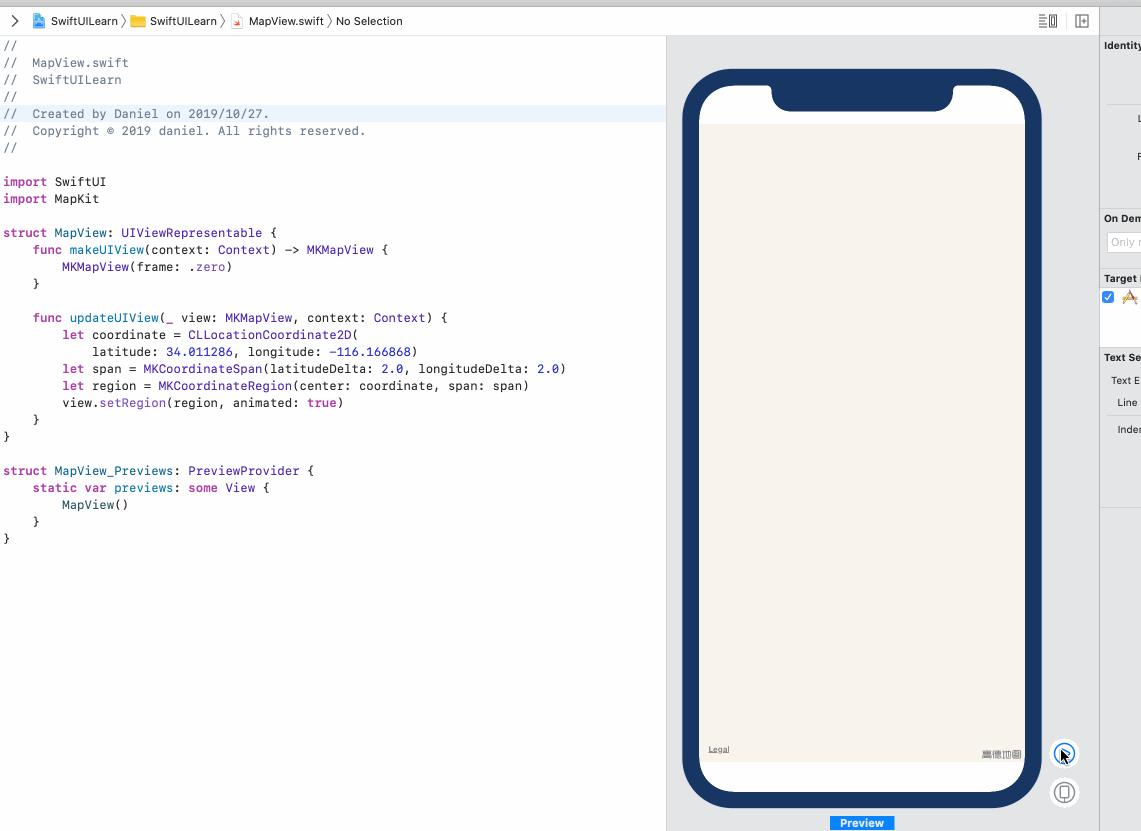 SwiftUILearn 〉 SwiftUILearn 〉 MapView.swift 〉 No Selection
//
//  MapView.swift
//  SwiftUILearn
//
//  Created by Daniel on 2019/10/27.
//  Copyright © 2019 daniel. All rights reserved.
//
import SwiftUI
import MapKit
struct MapView: UIViewRepresentable {
    func makeUIView(context: Context) -> MKMapView {
        MKMapView(frame: .zero)
    }
    func updateUIView(_ view: MKMapView, context: Context) {
        let coordinate = CLLocationCoordinate2D(
            latitude: 34.011286, longitude: -116.166868)
        let span = MKCoordinateSpan(latitudeDelta: 2.0, longitudeDelta: 2.0)
        let region = MKCoordinateRegion(center: coordinate, span: span)
        view.setRegion(region, animated: true)
    }
}
struct MapView_Previews: PreviewProvider {
    static var previews: some View {
        MapView()
    }
}
Legal
高德地圖
Preview
Identity
L
On Dem
Only r
Target
Text Se
Text E
Line
Inden